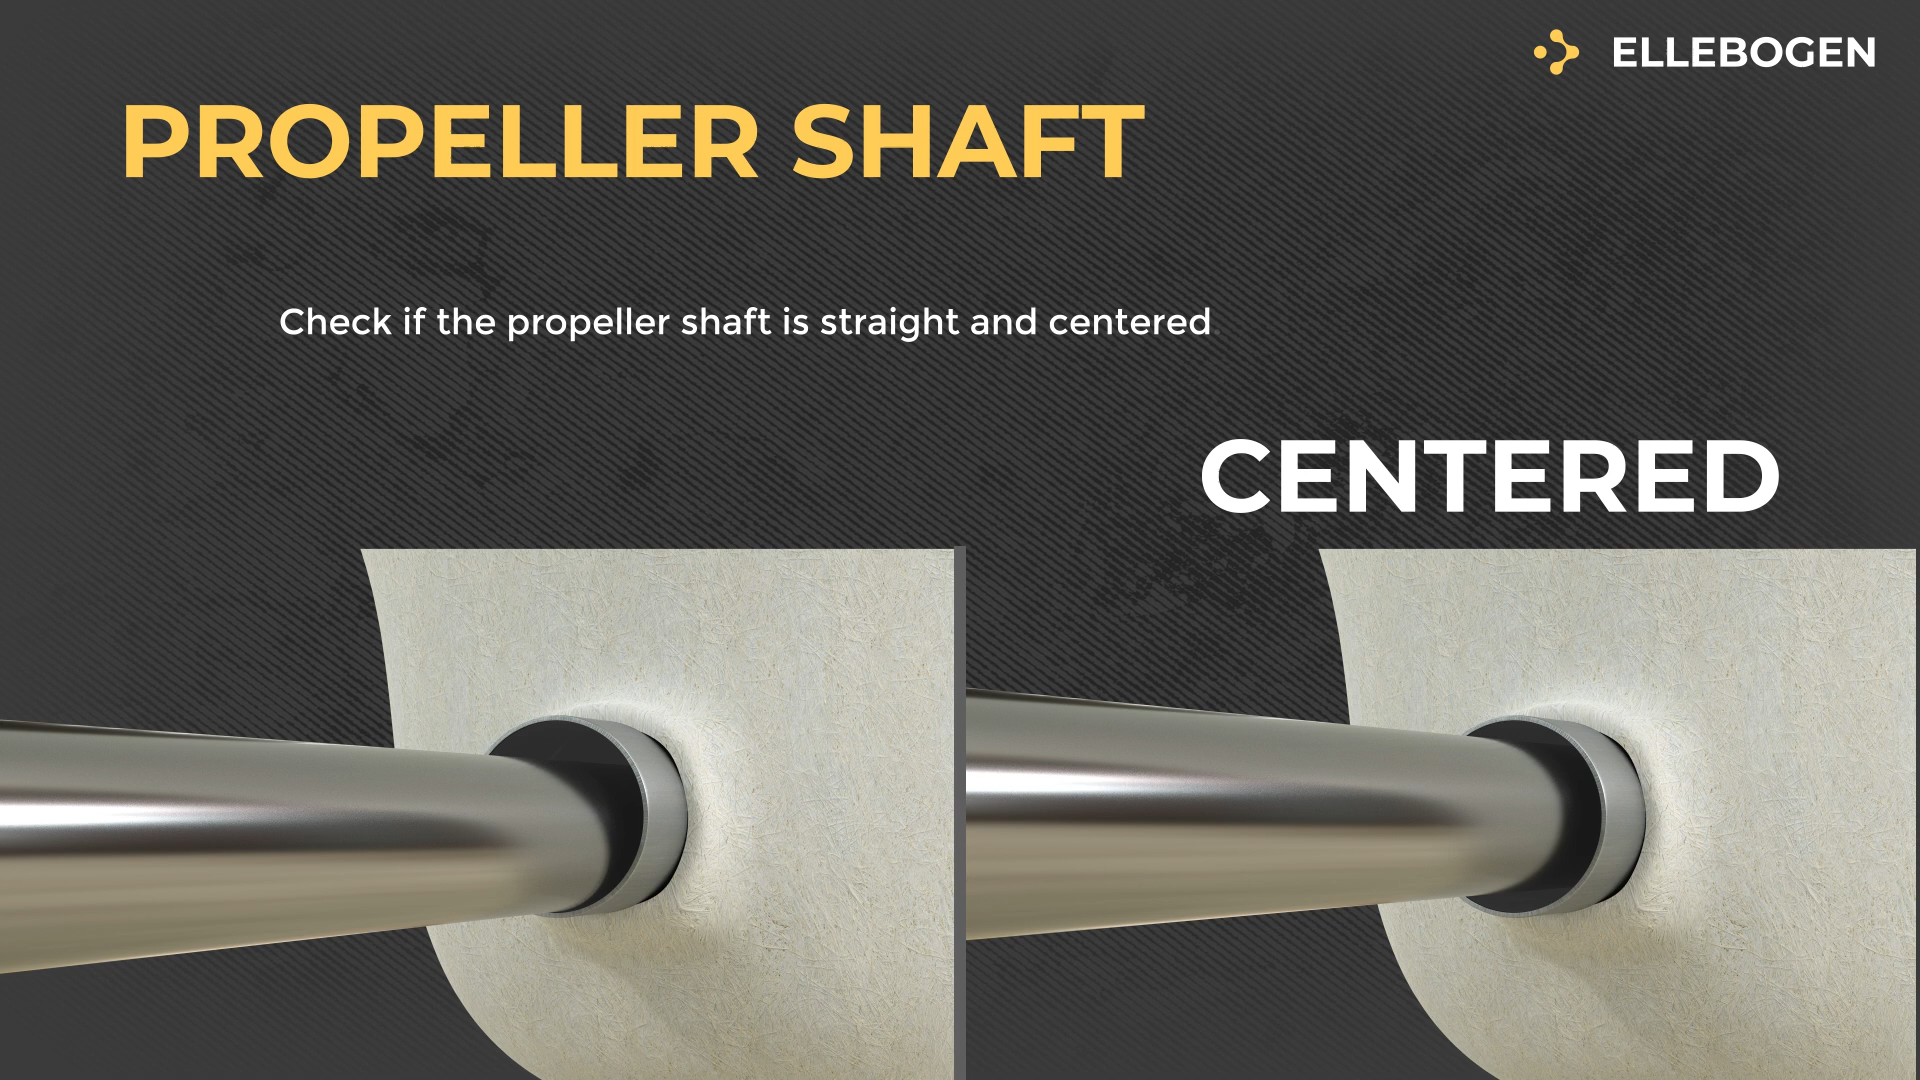 ELLEBOGEN
PROPELLER SHAFT
Check if the propeller shaft is straight and centered
CENTERED